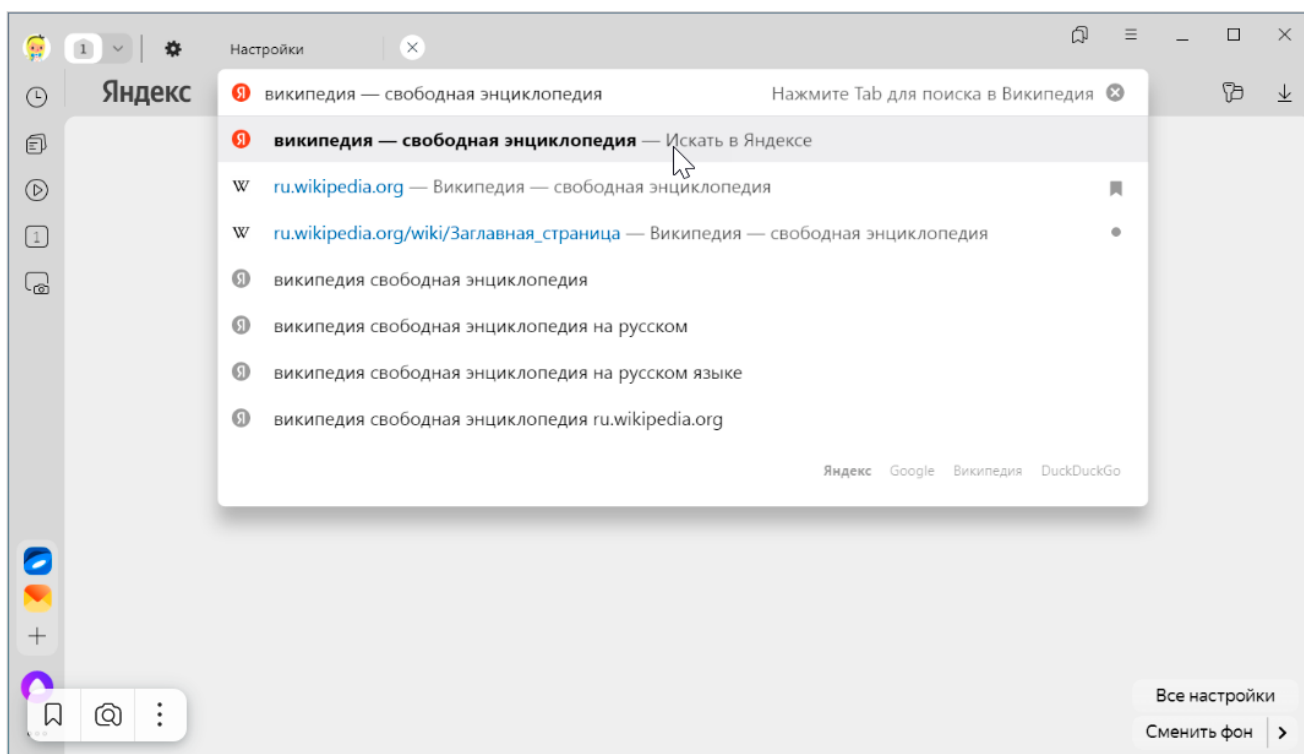 1
Настройки
Яндекс
Я википедия — свободная энциклопедия Нажмите Tab для поиска в Википедия
Я википедия — свободная энциклопедия — Искать в Яндексе
W ru.wikipedia.org — Википедия — свободная энциклопедия
W ru.wikipedia.org/wiki/Заглавная_страница — Википедия — свободная энциклопедия
1
Я википедия свободная энциклопедия
Я википедия свободная энциклопедия на русском
Я википедия свободная энциклопедия на русском языке
Я википедия свободная энциклопедия ru.wikipedia.org
Яндекс Google Википедия DuckDuckGo
Все настройки
Сменить фон